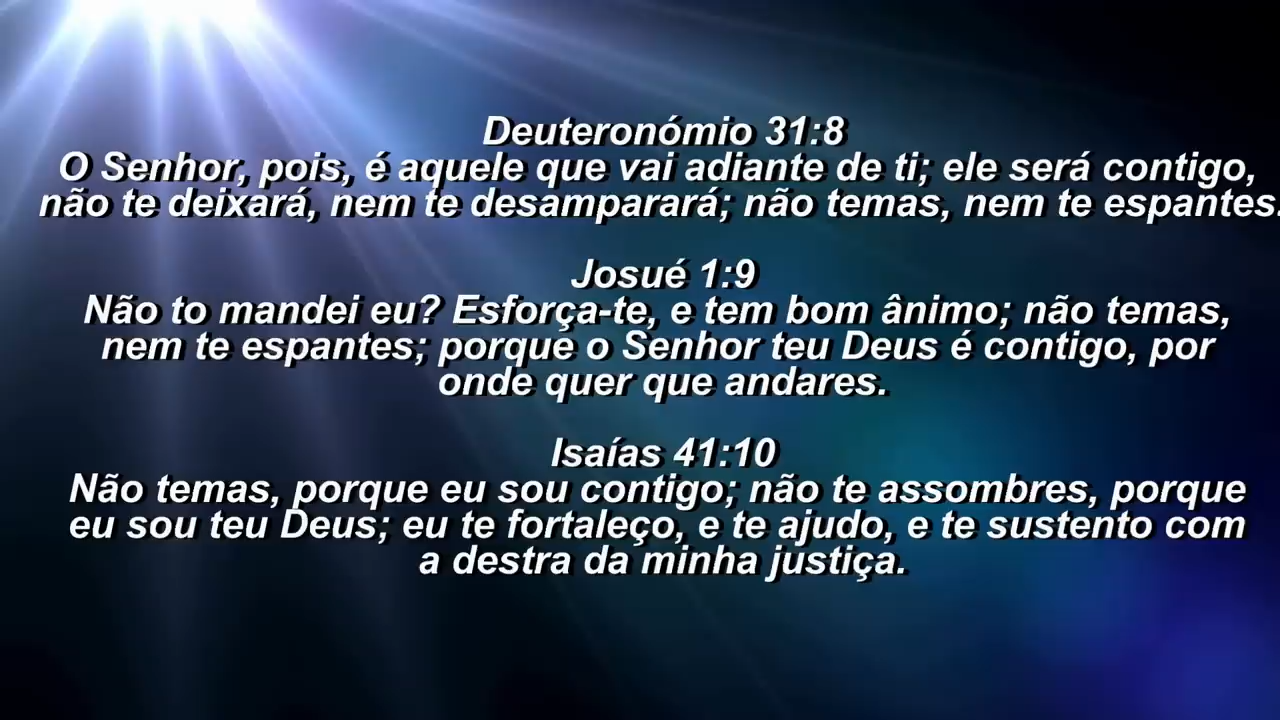 Deuteronómio 31:8
O Senhor, pois, é aquele que vai adiante de ti; ele será contigo,
não te deixará, nem te desamparará; não temas, nem te espantes.
Josué 1:9
Não to mandei eu? Esforça-te, e tem bom ânimo; não temas,
nem te espantes; porque o Senhor teu Deus é contigo, por
onde quer que andares.
Isaías 41:10
Não temas, porque eu sou contigo; não te assombres, porque
eu sou teu Deus; eu te fortaleço, e te ajudo, e te sustento com
a destra da minha justiça.